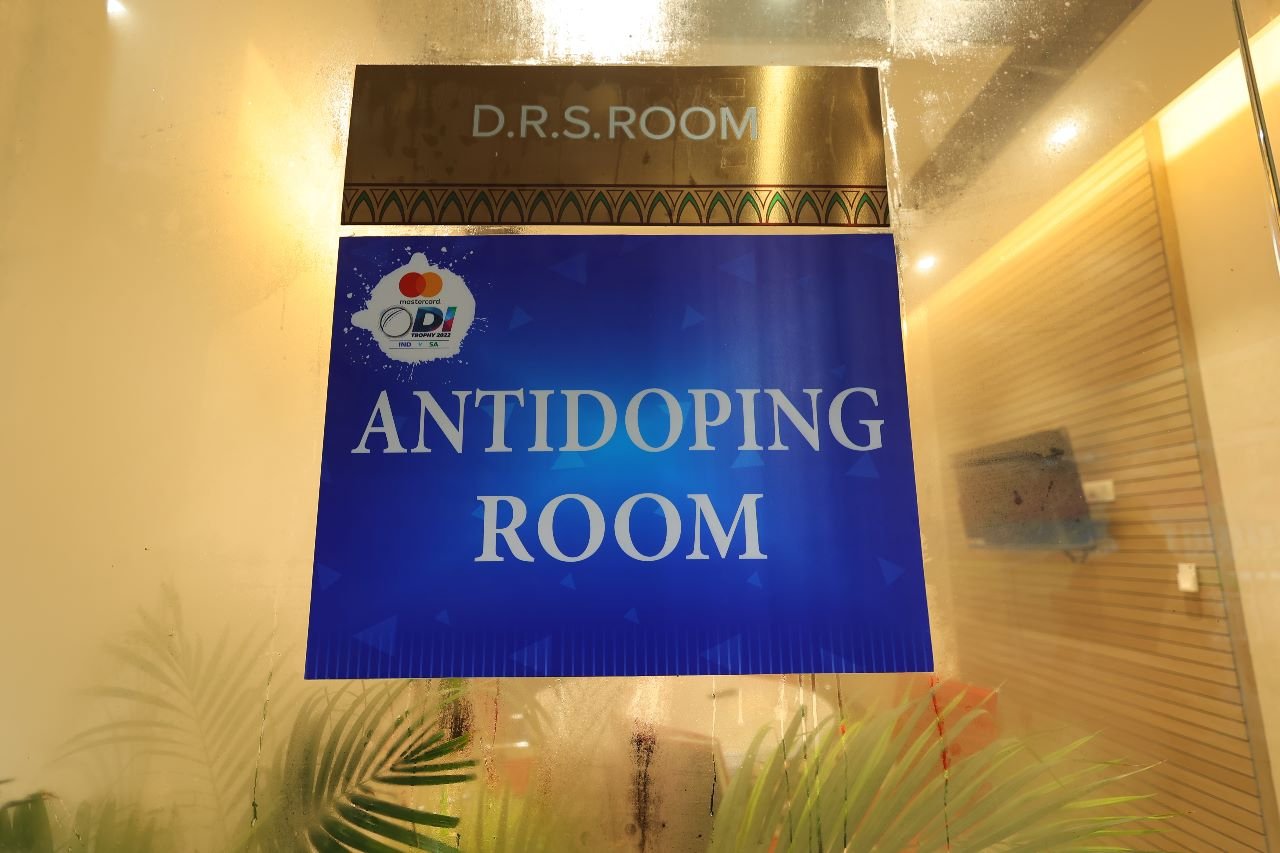 D.R.S.ROOM
mastercard
ODI
TROPHY 2022
IND v SA
ANTIDOPING
ROOM